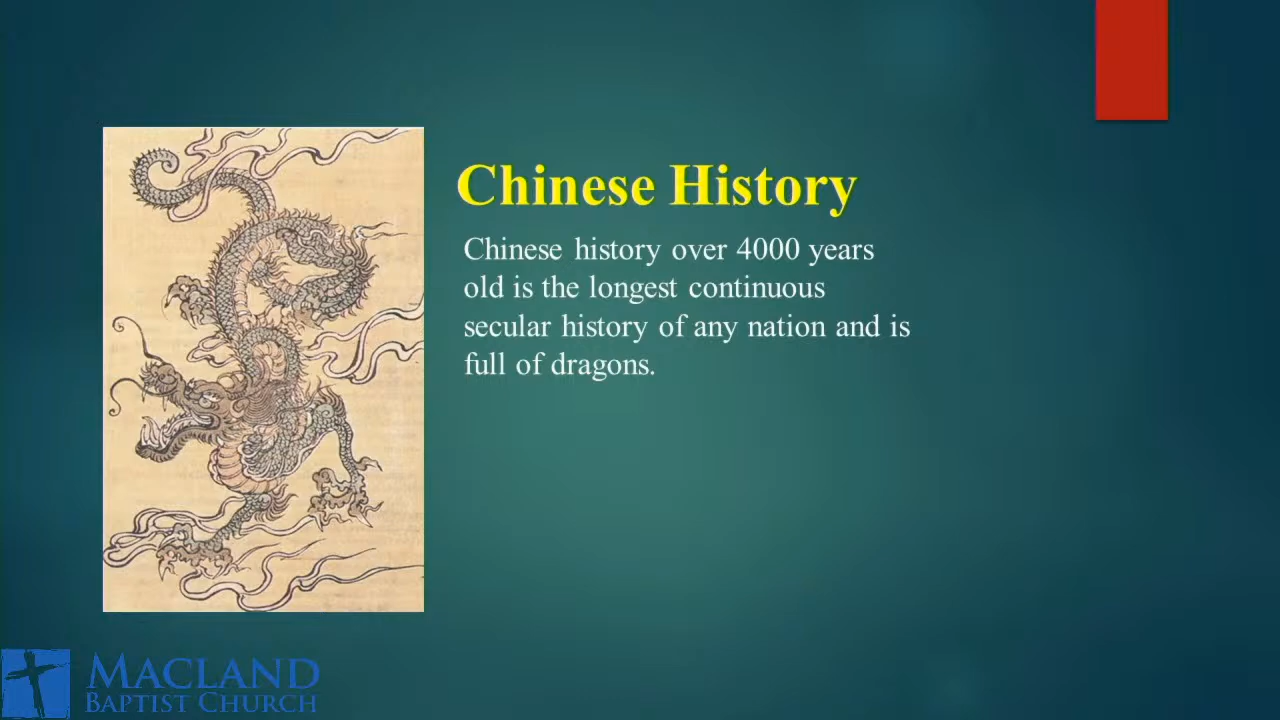 Chinese History
Chinese history over 4000 years
old is the longest continuous
secular history of any nation and is
full of dragons.
MACLAND
BAPTIST CHURCH